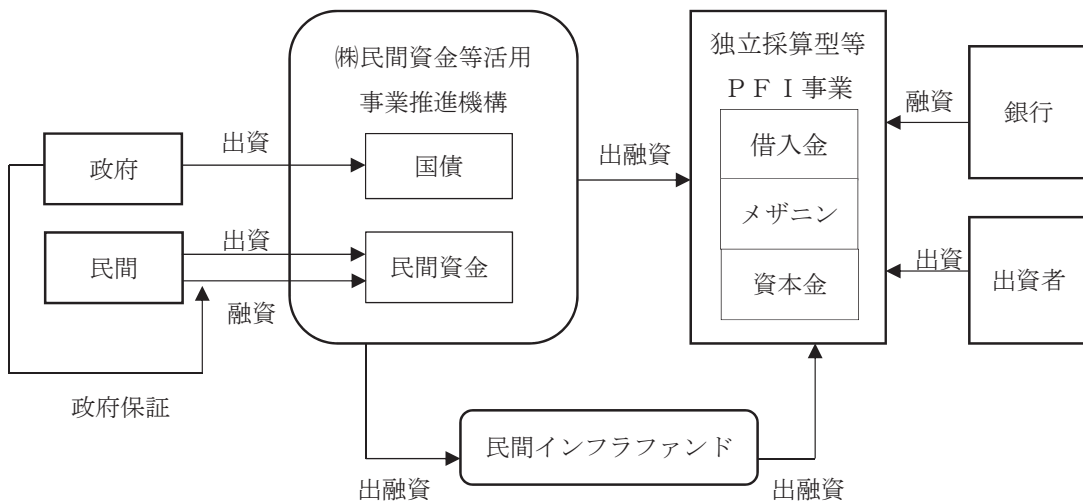 ㈱民間資金等活用
事業推進機構
独立採算型等
ＰＦＩ事業
政府
出資
国債
出融資
借入金
融資
銀行
メザニン
民間
出資
融資
民間資金
資本金
出資
出資者
政府保証
民間インフラファンド
出融資
出融資